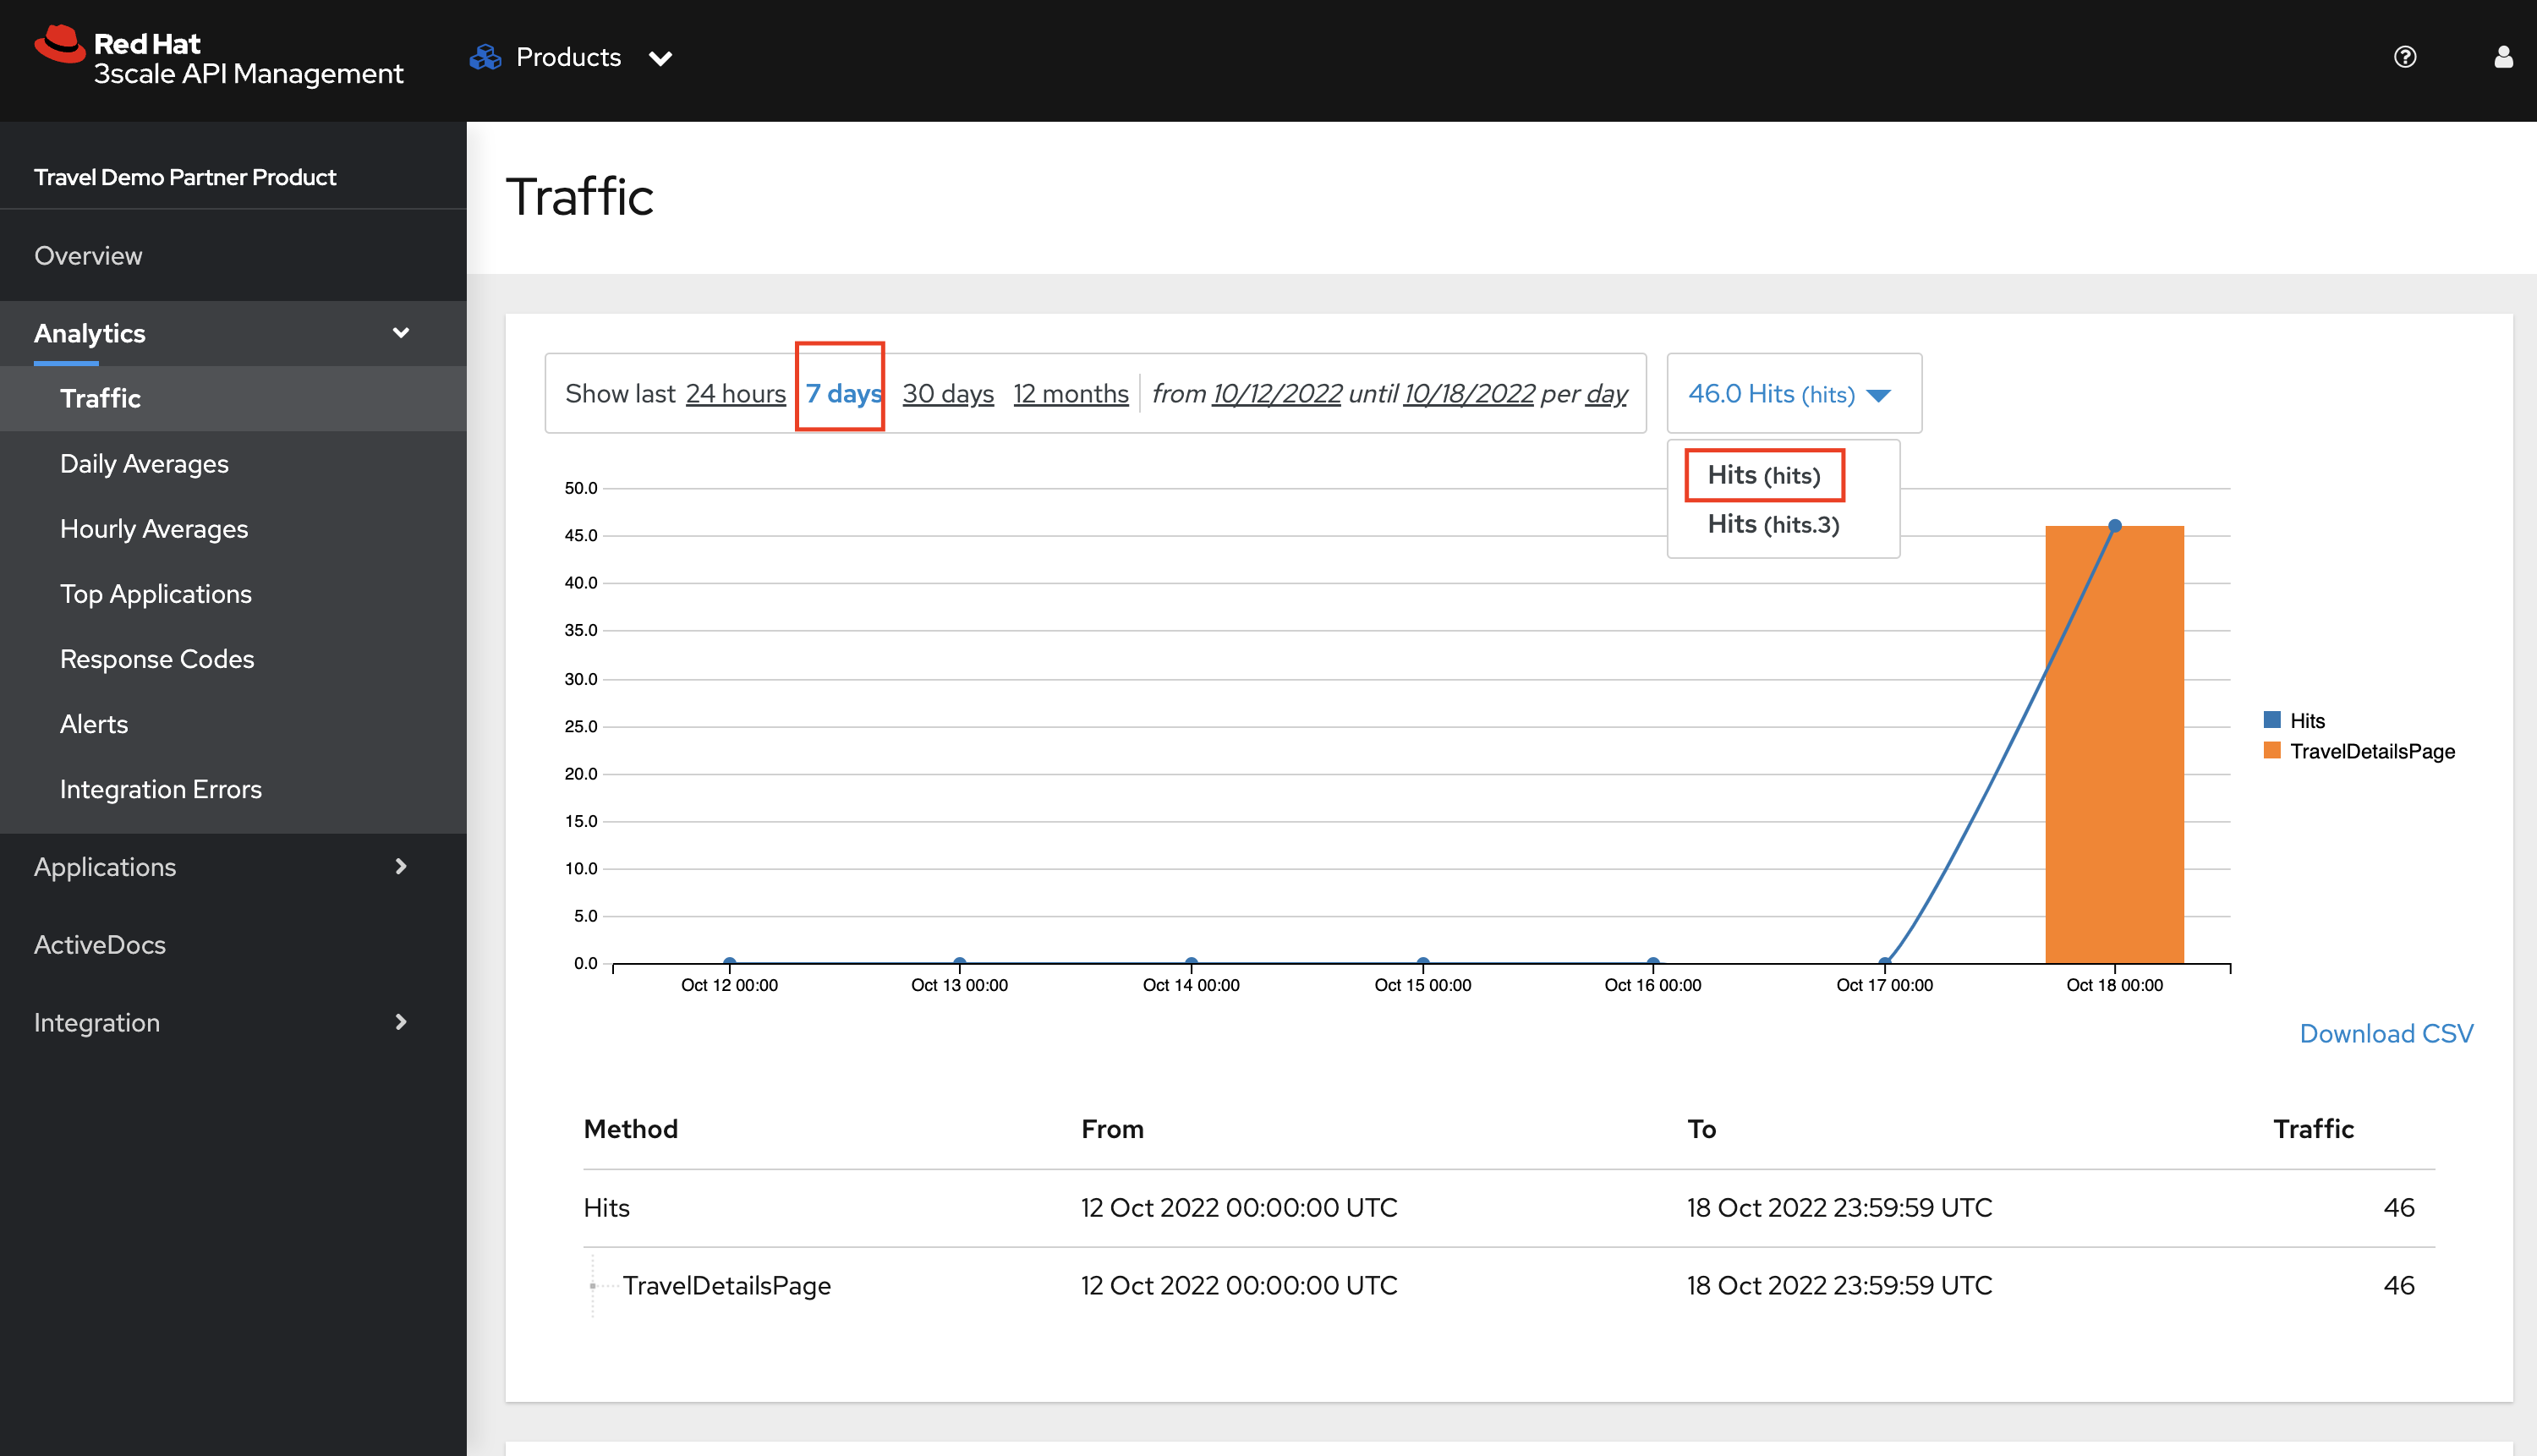 Red Hat
3scale API Management
Products
Travel Demo Partner Product
Overview
Analytics
Traffic
Daily Averages
Hourly Averages
Top Applications
Response Codes
Alerts
Integration Errors
Applications
ActiveDocs
Integration
Traffic
Show last 24 hours 7 days 30 days 12 months from 10/12/2022 until 10/18/2022 per day
46.0 Hits (hits)
Hits (hits)
Hits (hits.3)
50.0
45.0
40.0
35.0
30.0
25.0
20.0
15.0
10.0
5.0
0.0
Oct 12 00:00 Oct 13 00:00 Oct 14 00:00 Oct 15 00:00 Oct 16 00:00 Oct 17 00:00 Oct 18 00:00
Hits
TravelDetailsPage
Download CSV
Method From To Traffic
Hits 12 Oct 2022 00:00:00 UTC 18 Oct 2022 23:59:59 UTC 46
TravelDetailsPage 12 Oct 2022 00:00:00 UTC 18 Oct 2022 23:59:59 UTC 46